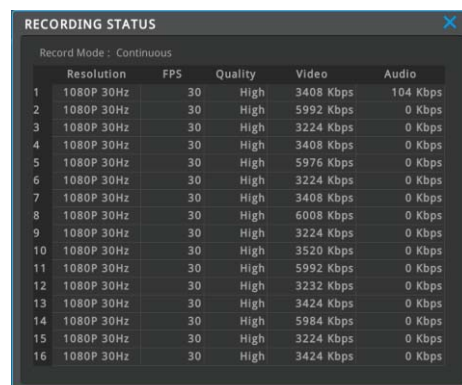 RECORDING STATUS
Record Mode : Continuous
Resolution FPS Quality Video Audio
1 1080P 30Hz 30 High 3408 Kbps 104 Kbps
2 1080P 30Hz 30 High 5992 Kbps 0 Kbps
3 1080P 30Hz 30 High 3224 Kbps 0 Kbps
4 1080P 30Hz 30 High 3408 Kbps 0 Kbps
5 1080P 30Hz 30 High 5976 Kbps 0 Kbps
6 1080P 30Hz 30 High 3224 Kbps 0 Kbps
7 1080P 30Hz 30 High 3408 Kbps 0 Kbps
8 1080P 30Hz 30 High 6008 Kbps 0 Kbps
9 1080P 30Hz 30 High 3224 Kbps 0 Kbps
10 1080P 30Hz 30 High 3520 Kbps 0 Kbps
11 1080P 30Hz 30 High 5992 Kbps 0 Kbps
12 1080P 30Hz 30 High 3232 Kbps 0 Kbps
13 1080P 30Hz 30 High 3424 Kbps 0 Kbps
14 1080P 30Hz 30 High 5984 Kbps 0 Kbps
15 1080P 30Hz 30 High 3224 Kbps 0 Kbps
16 1080P 30Hz 30 High 3424 Kbps 0 Kbps